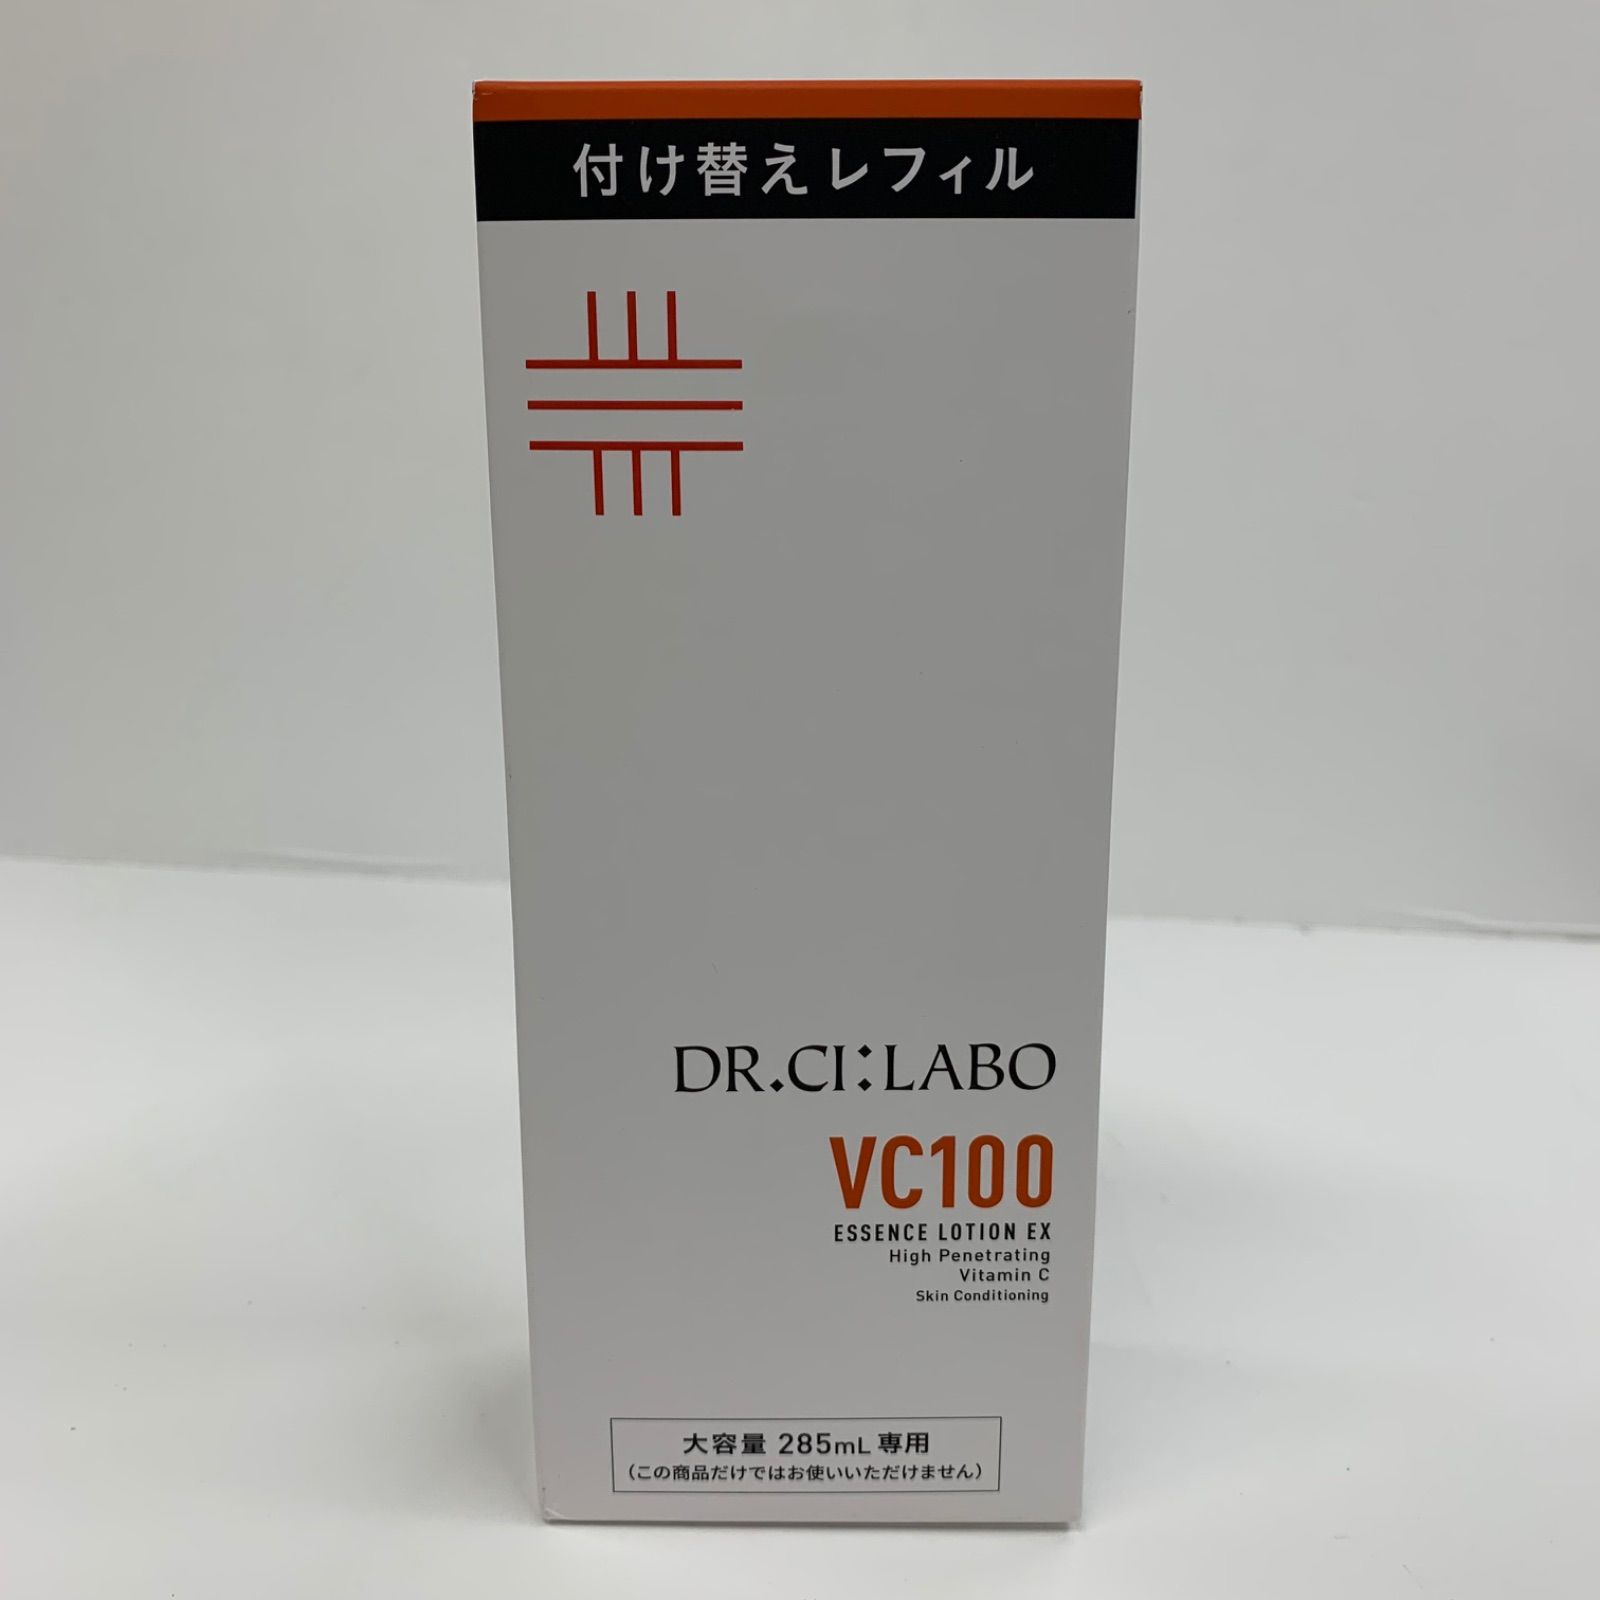 付け替えレフィル
DR.CI:LABO
VC100
ESSENCE LOTION EX
High Penetrating
Vitamin C
Skin Conditioning
大容量 285mL 専用
(この商品だけではお使いいただけません)